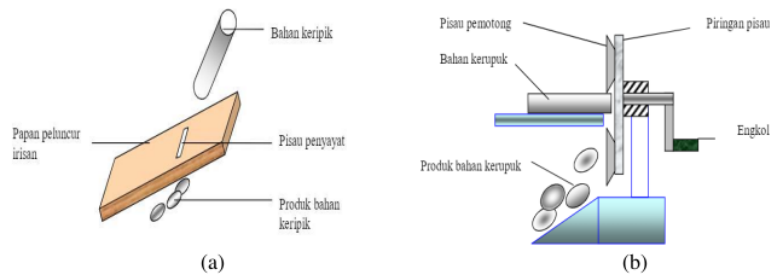 Bahan keripik
Papan peluncur
irisan
Pisau penyayat
Produk bahan
keripik
(a)
Pisau pemotong
Piringan pisau
Bahan kerupuk
Engkol
Produk bahan kerupuk
(b)